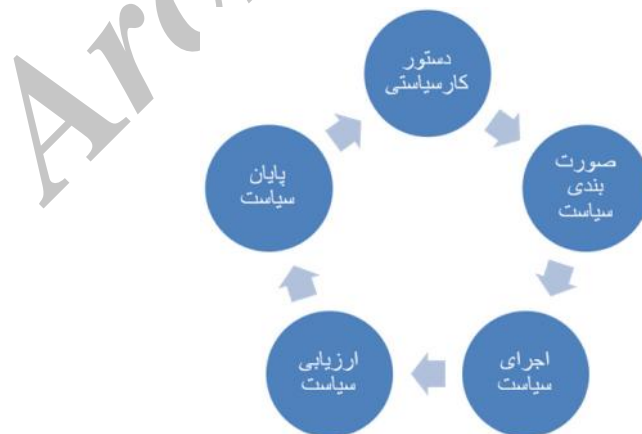 دستور
کارسیاستی
صورت
بندی
سیاست
اجرای
سیاست
ارزیابی
سیاست
پایان
سیاست